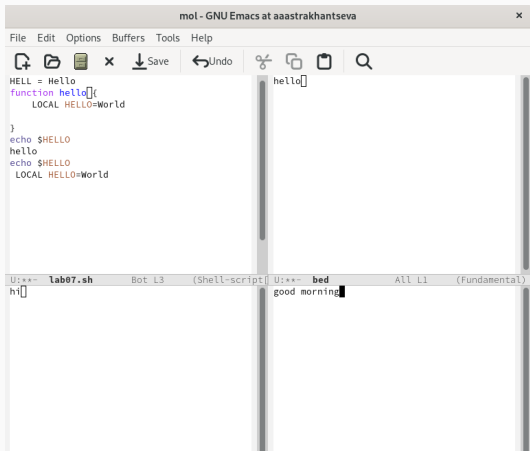 mol - GNU Emacs at aaastrakhantseva
File Edit Options Buffers Tools Help
Save Undo
HELL = Hello
function hello{
LOCAL HELLO=World
}
echo $HELLO
hello
echo $HELLO
LOCAL HELLO=World
U:**- lab07.sh Bot L3 (Shell-script[
hello
U:**- bed All L1 (Fundamental)
hi
good morning